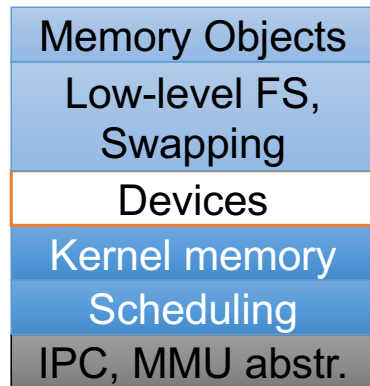 Memory Objects
Low-level FS,
Swapping
Devices
Kernel memory
Scheduling
IPC, MMU abstr.